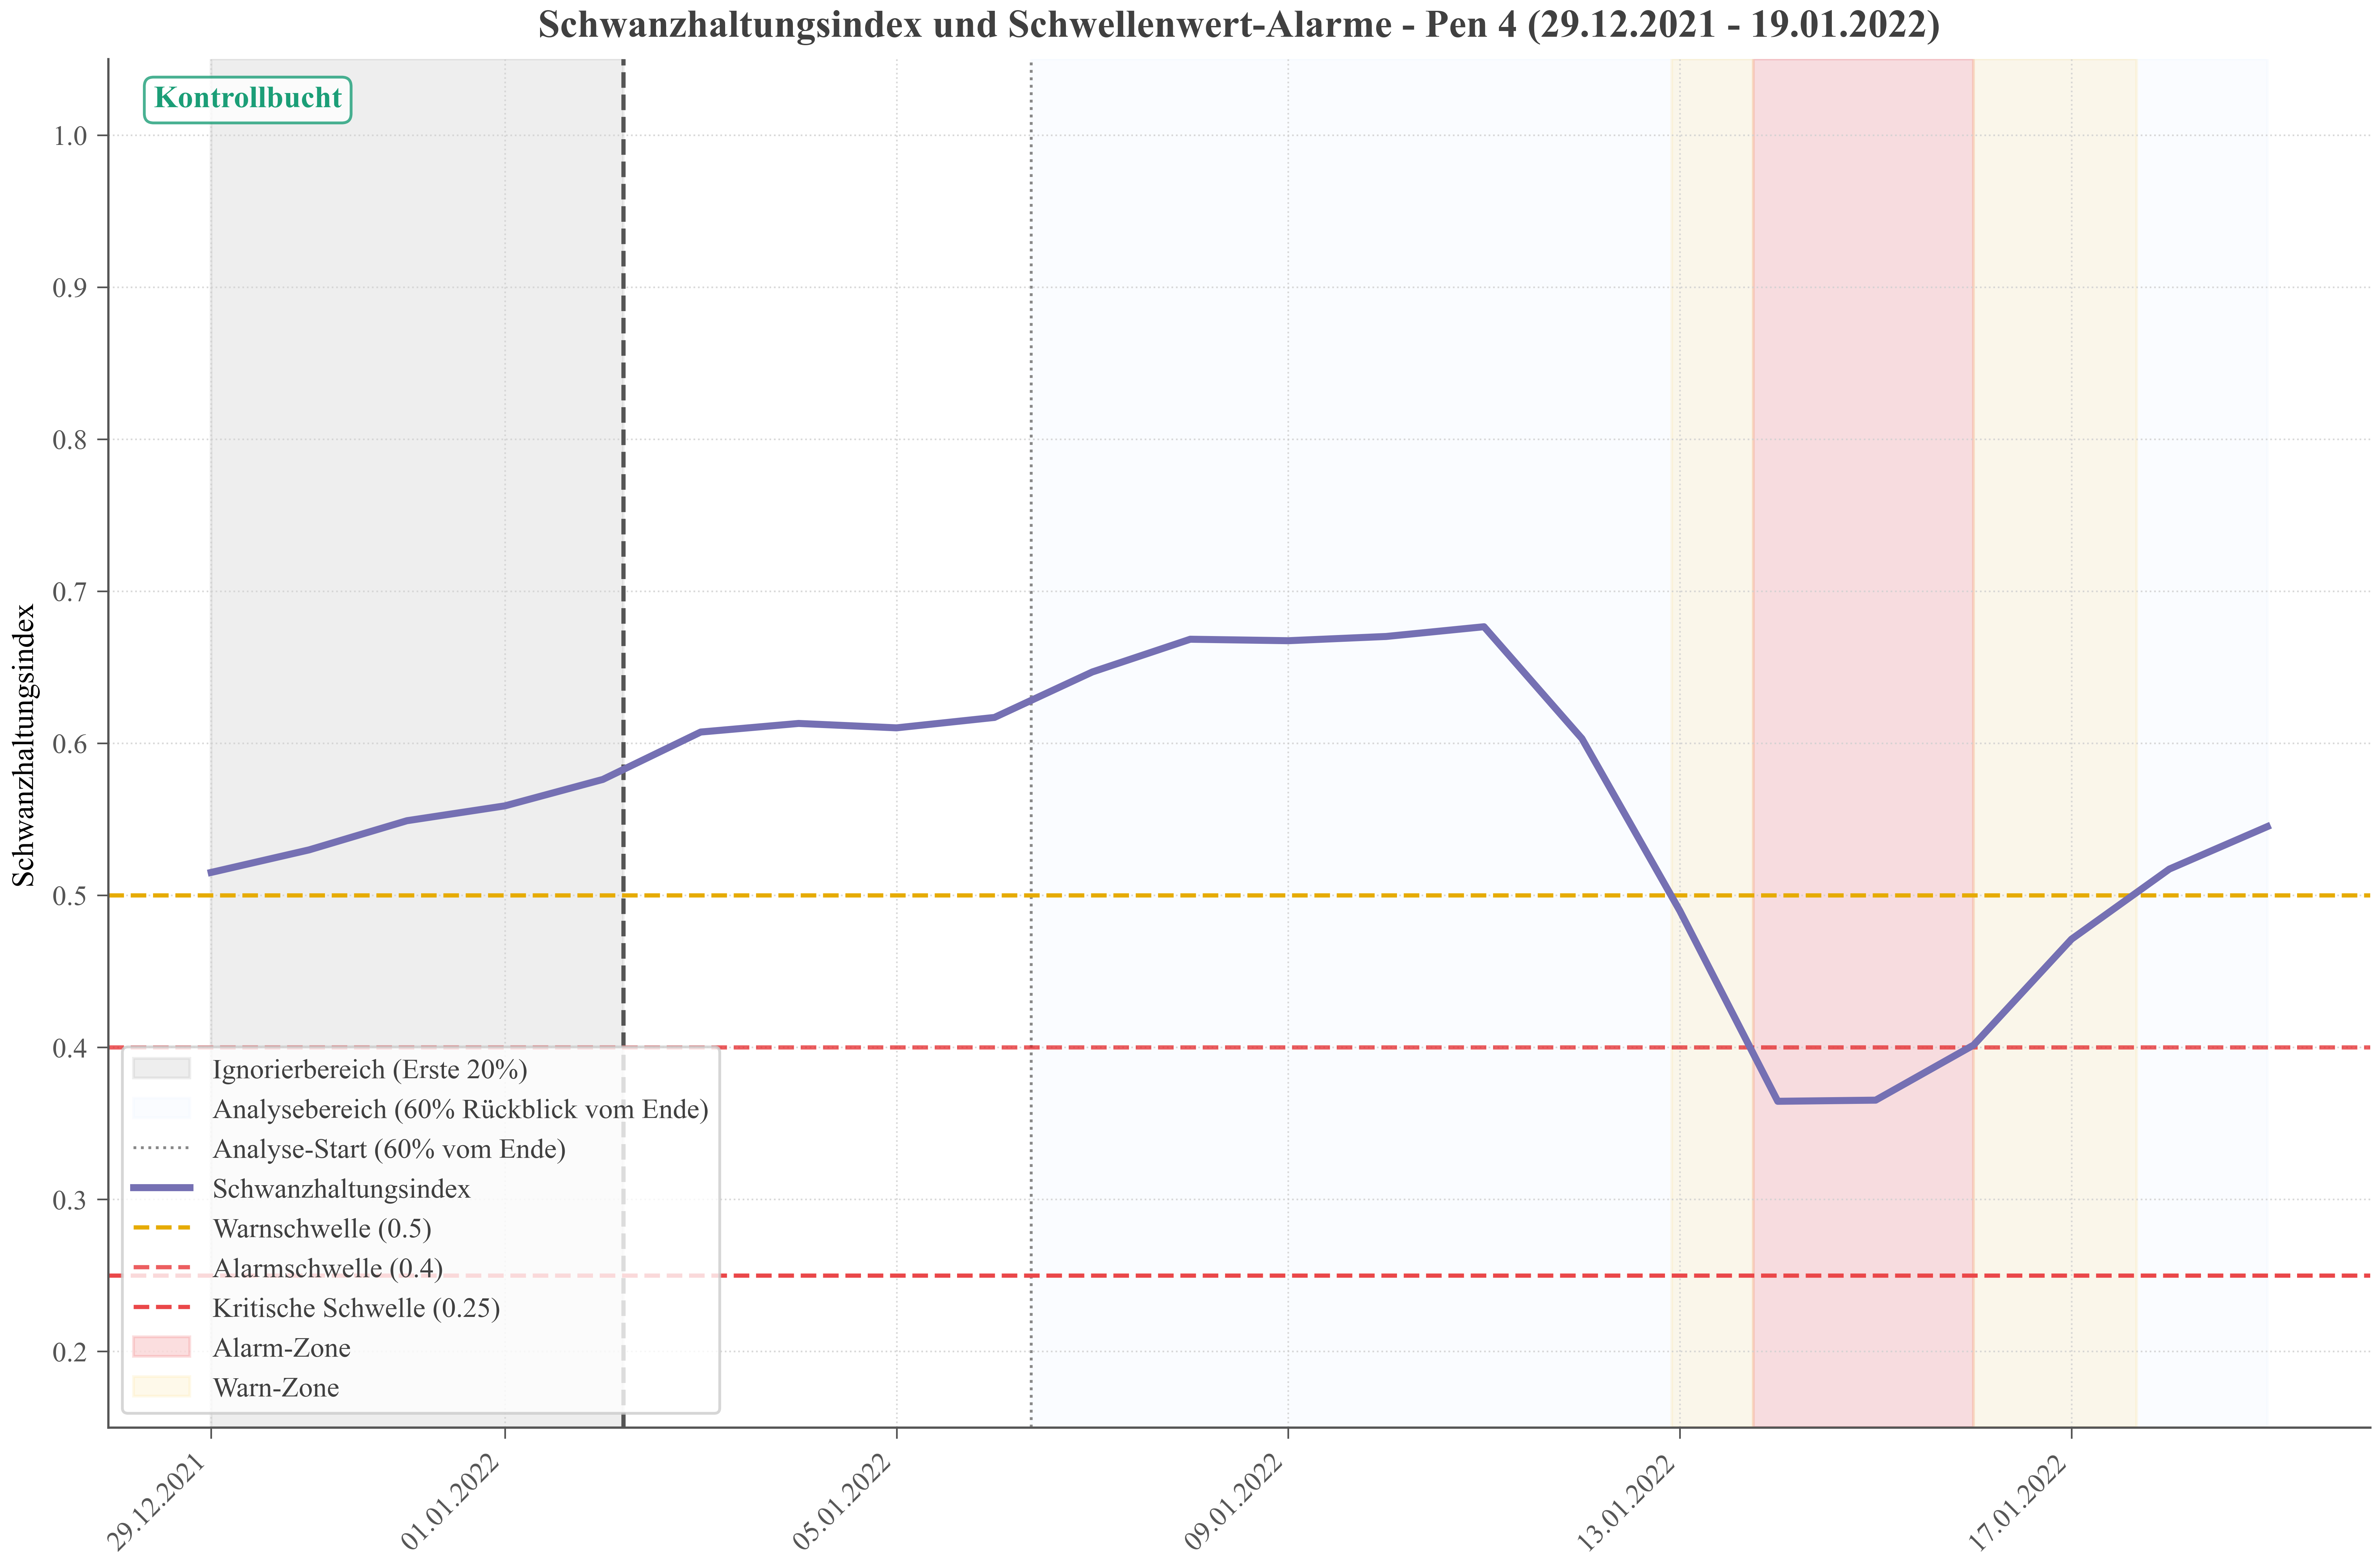 Schwanzhaltungsindex und Schwellenwert-Alarme - Pen 4 (29.12.2021 - 19.01.2022)
Kontrollbucht
Schwanzhaltungsindex
1.0
0.9
0.8
0.7
0.6
0.5
0.4
0.3
0.2
Ignorierbereich (Erste 20%)
Analysebereich (60% Rückblick vom Ende)
Analyse-Start (60% vom Ende)
Schwanzhaltungsindex
Warnschwelle (0.5)
Alarmschwelle (0.4)
Kritische Schwelle (0.25)
Alarm-Zone
Warn-Zone
29.12.2021
01.01.2022
05.01.2022
09.01.2022
13.01.2022
17.01.2022